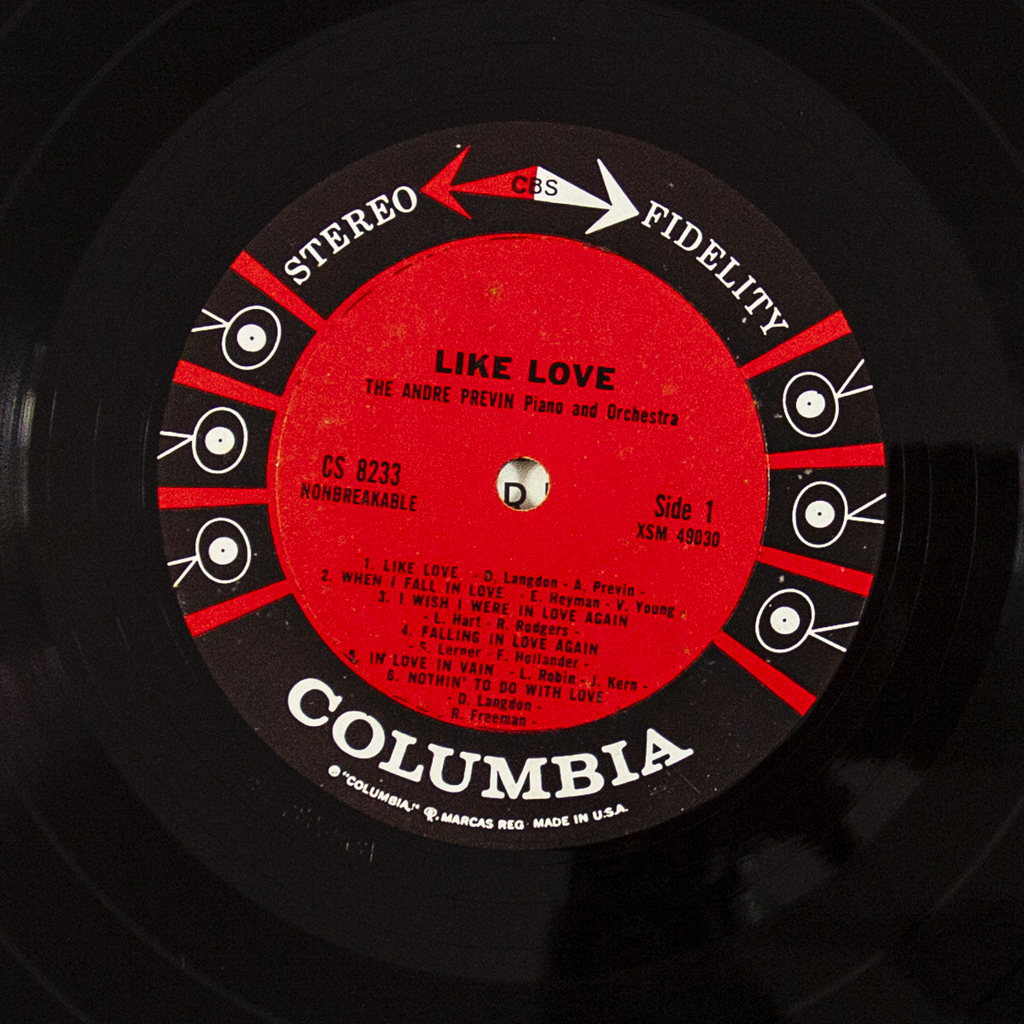 STEREO CBS FIDELITY
LIKE LOVE
THE ANDRE PREVIN Piano and Orchestra
CS 8233
NONBREAKABLE
D
Side 1
XSM 49030
1. LIKE LOVE - D. Langdon - A. Previn -
2. WHEN I FALL IN LOVE - E. Heyman - V. Young -
3. I WISH I WERE IN LOVE AGAIN
- L. Hart - R. Rodgers -
4. FALLING IN LOVE AGAIN
- S. Lerner - F. Hollander -
5. IN LOVE IN VAIN - L. Robin - J. Kern -
6. NOTHIN' TO DO WITH LOVE
- D. Langdon -
R. Freeman -
COLUMBIA
® "COLUMBIA," ®, MARCAS REG · MADE IN U.S.A.